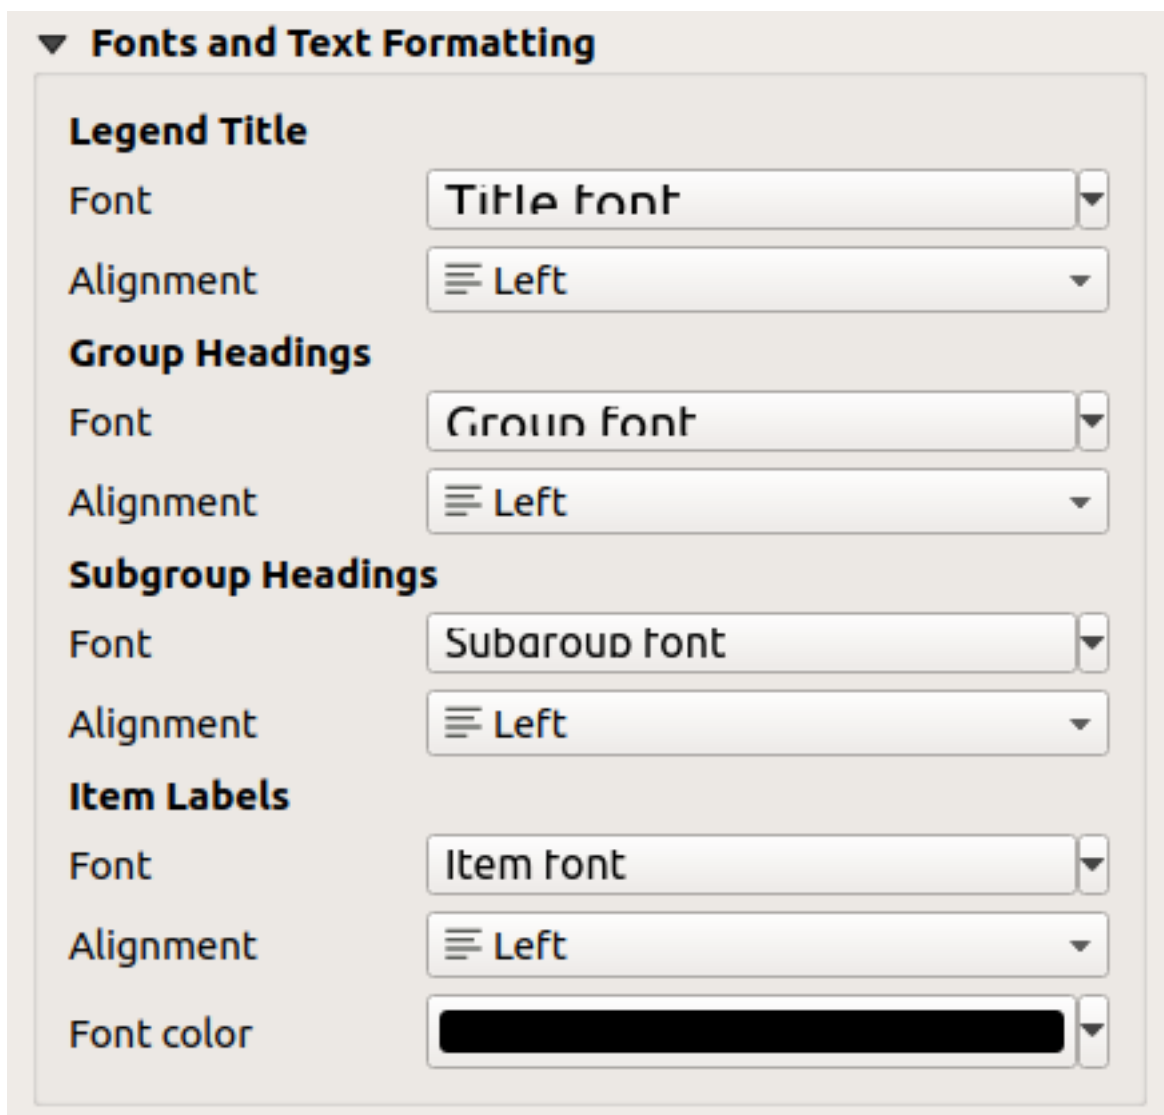 Fonts and Text Formatting
Legend Title
Font Title font
Alignment Left
Group Headings
Font Group font
Alignment Left
Subgroup Headings
Font Subgroup font
Alignment Left
Item Labels
Font Item font
Alignment Left
Font color